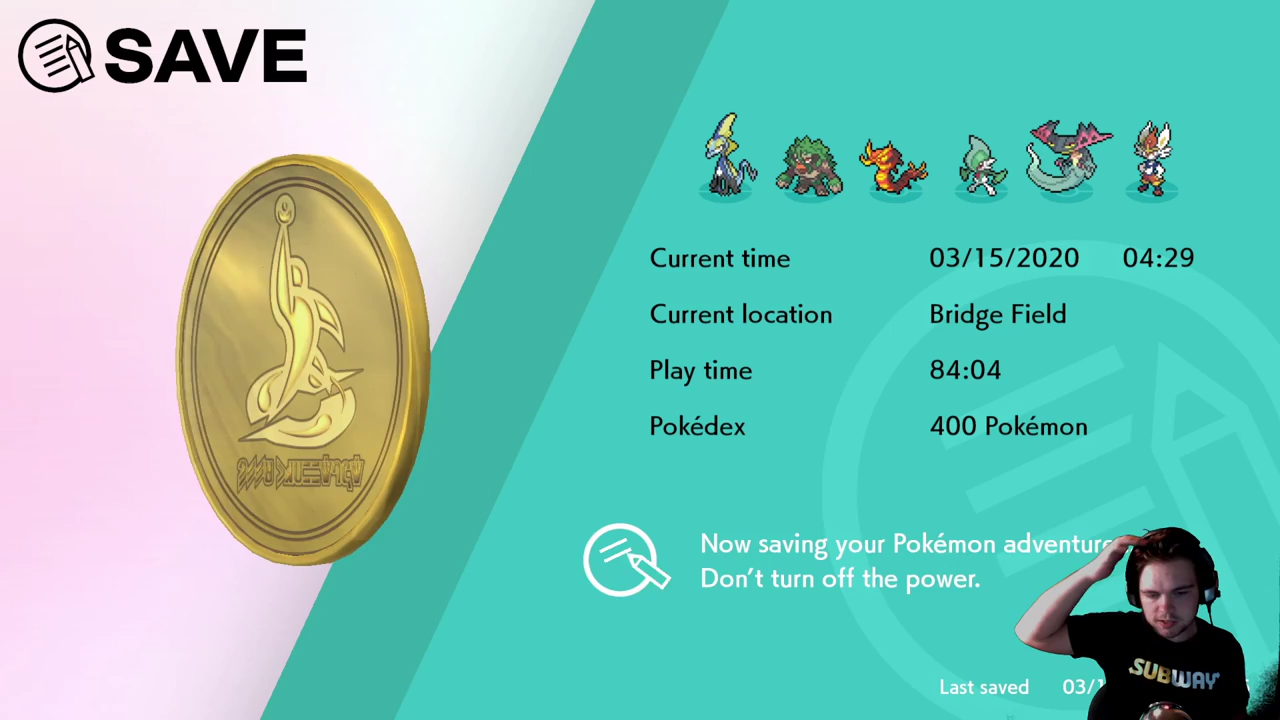 SAVE
Current time 03/15/2020 04:29
Current location Bridge Field
Play time 84:04
Pokédex 400 Pokémon
Now saving your Pokémon adventure
Don't turn off the power.
SUBWAY
Last saved 03/1